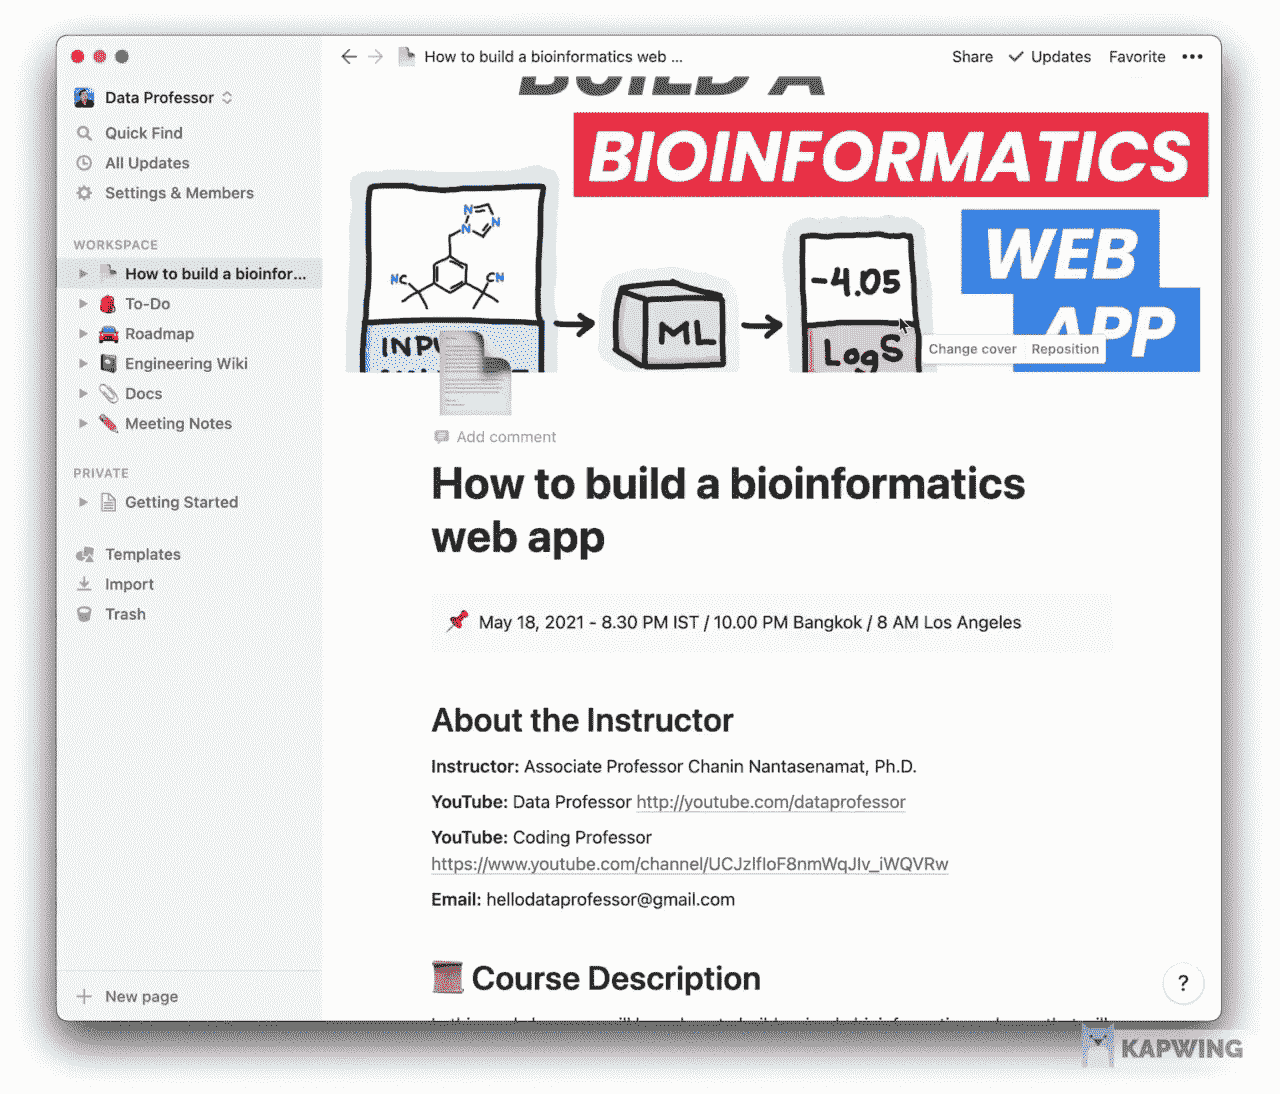 How to build a bioinformatics web ...
Share
Updates
Favorite
Data Professor
Quick Find
All Updates
Settings & Members
WORKSPACE
How to build a bioinfor...
To-Do
Roadmap
Engineering Wiki
Docs
Meeting Notes
PRIVATE
Getting Started
Templates
Import
Trash
New page
BUILD A
BIOINFORMATICS
WEB
APP
N
N
N
NC
CN
ML
-4.05
LogS
Change cover
Reposition
Add comment
How to build a bioinformatics
web app
May 18, 2021 - 8.30 PM IST / 10.00 PM Bangkok / 8 AM Los Angeles
About the Instructor
Instructor: Associate Professor Chanin Nantasenamat, Ph.D.
YouTube: Data Professor http://youtube.com/dataprofessor
YouTube: Coding Professor
https://www.youtube.com/channel/UCJzlfIoF8nmWqJIv_iWQVRw
Email: hellodataprofessor@gmail.com
Course Description
?
KAPWING